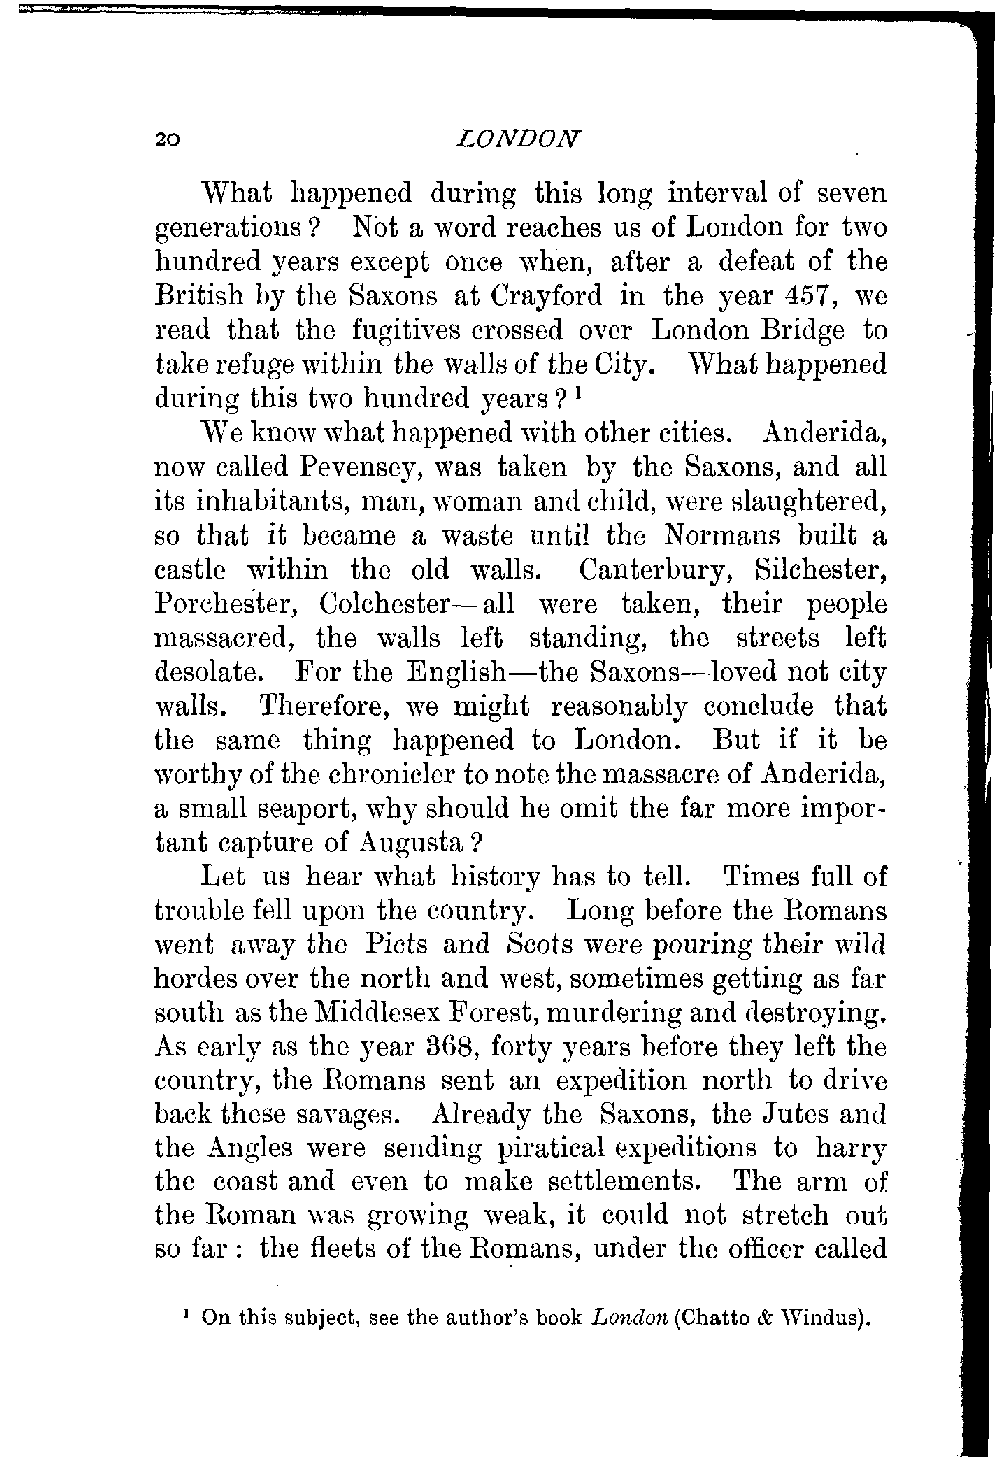 20 LONDON
What happened during this long interval of seven
generations? Not a word reaches us of London for two
hundred years except once when, after a defeat of the
British by the Saxons at Crayford in the year 457, we
read that the fugitives crossed over London Bridge to
take refuge within the walls of the City. What happened
during this two hundred years? ¹
We know what happened with other cities. Anderida,
now called Pevensey, was taken by the Saxons, and all
its inhabitants, man, woman and child, were slaughtered,
so that it became a waste until the Normans built a
castle within the old walls. Canterbury, Silchester,
Porchester, Colchester—all were taken, their people
massacred, the walls left standing, the streets left
desolate. For the English—the Saxons—loved not city
walls. Therefore, we might reasonably conclude that
the same thing happened to London. But if it be
worthy of the chronicler to note the massacre of Anderida,
a small seaport, why should he omit the far more impor-
tant capture of Augusta?
Let us hear what history has to tell. Times full of
trouble fell upon the country. Long before the Romans
went away the Picts and Scots were pouring their wild
hordes over the north and west, sometimes getting as far
south as the Middlesex Forest, murdering and destroying.
As early as the year 368, forty years before they left the
country, the Romans sent an expedition north to drive
back these savages. Already the Saxons, the Jutes and
the Angles were sending piratical expeditions to harry
the coast and even to make settlements. The arm of
the Roman was growing weak, it could not stretch out
so far: the fleets of the Romans, under the officer called
¹ On this subject, see the author's book London (Chatto & Windus).